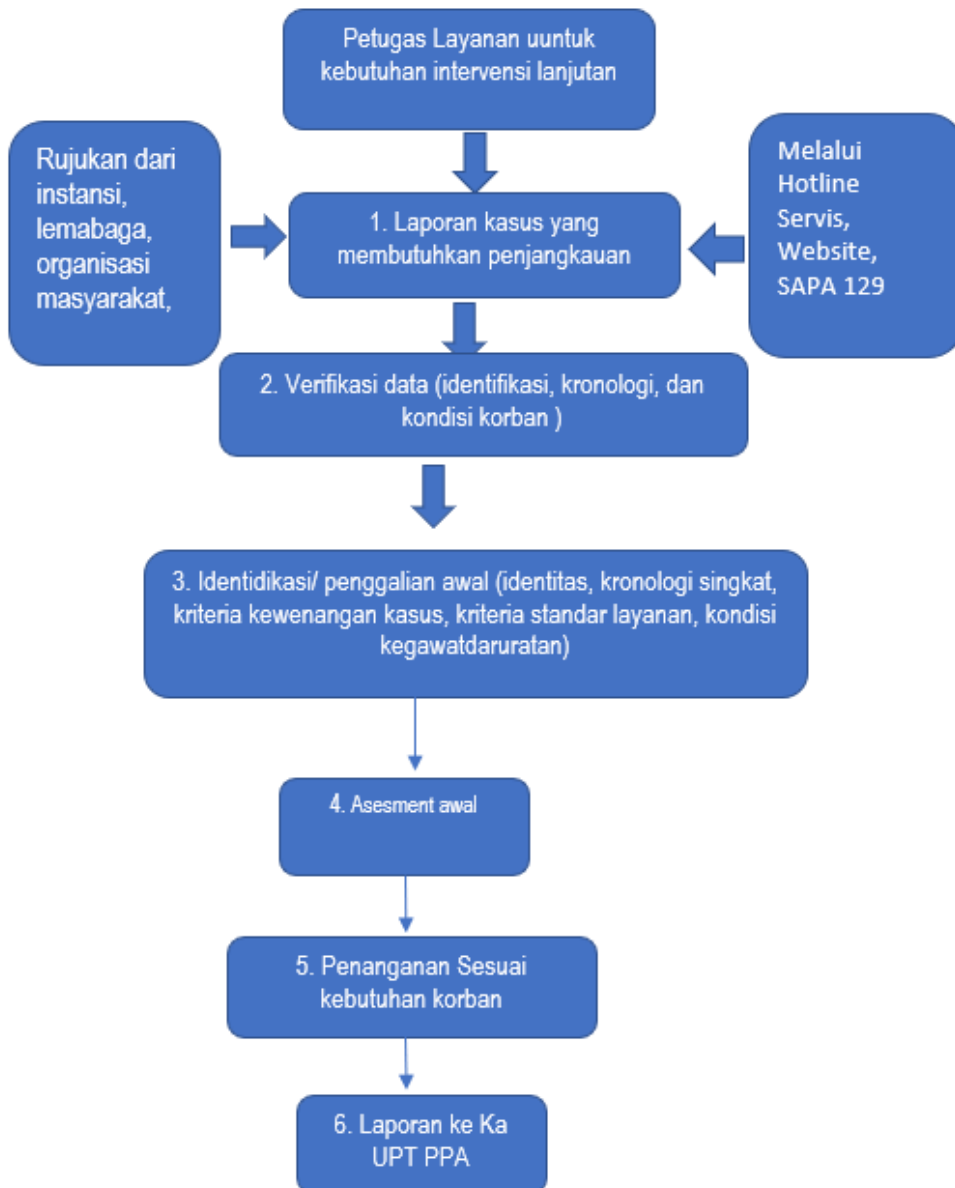 Petugas Layanan uuntuk
kebutuhan intervensi lanjutan
Rujukan dari
instansi,
lemabaga,
organisasi
masyarakat,
1. Laporan kasus yang
membutuhkan penjangkauan
Melalui
Hotline
Servis,
Website,
SAPA 129
2. Verifikasi data (identifikasi, kronologi, dan
kondisi korban )
3. Identidikasi/ penggalian awal (identitas, kronologi singkat,
kriteria kewenangan kasus, kriteria standar layanan, kondisi
kegawatdaruratan)
4. Asesment awal
5. Penanganan Sesuai
kebutuhan korban
6. Laporan ke Ka
UPT PPA